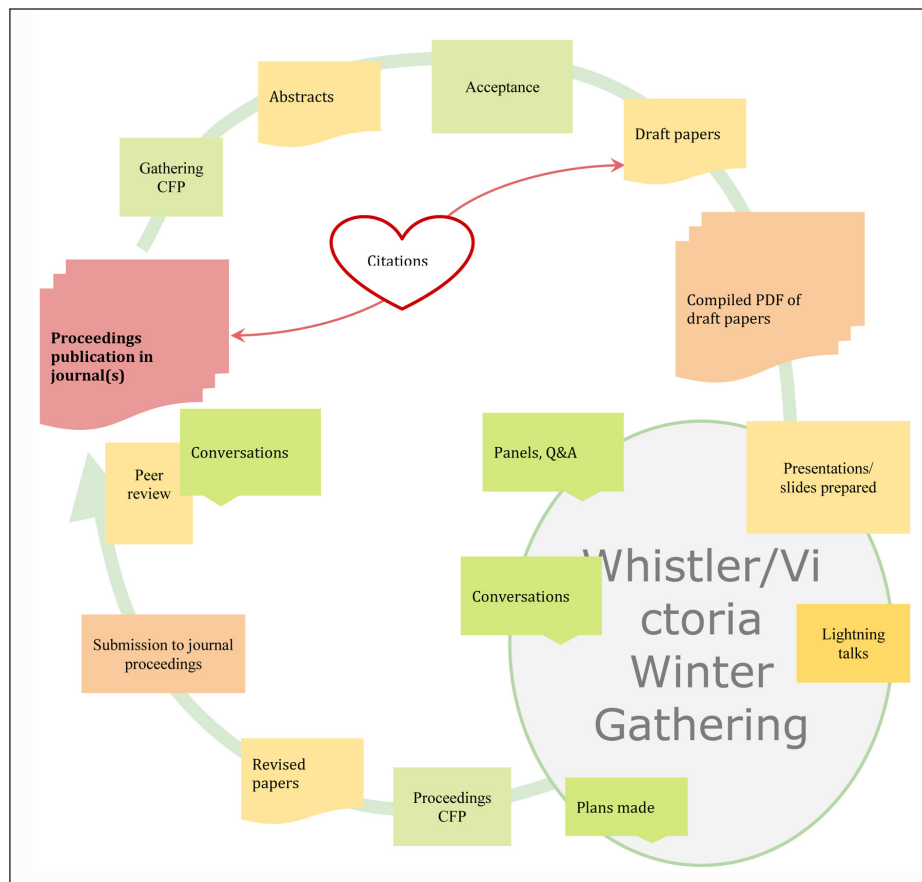 Abstracts
Acceptance
Draft papers
Gathering
CFP
Citations
Compiled PDF of
draft papers
Proceedings
publication in
journal(s)
Conversations
Peer
review
Panels, Q&A
Presentations/
slides prepared
Whistler/Vi
ctoria
Winter
Gathering
Conversations
Lightning
talks
Submission to journal
proceedings
Revised
papers
Proceedings
CFP
Plans made